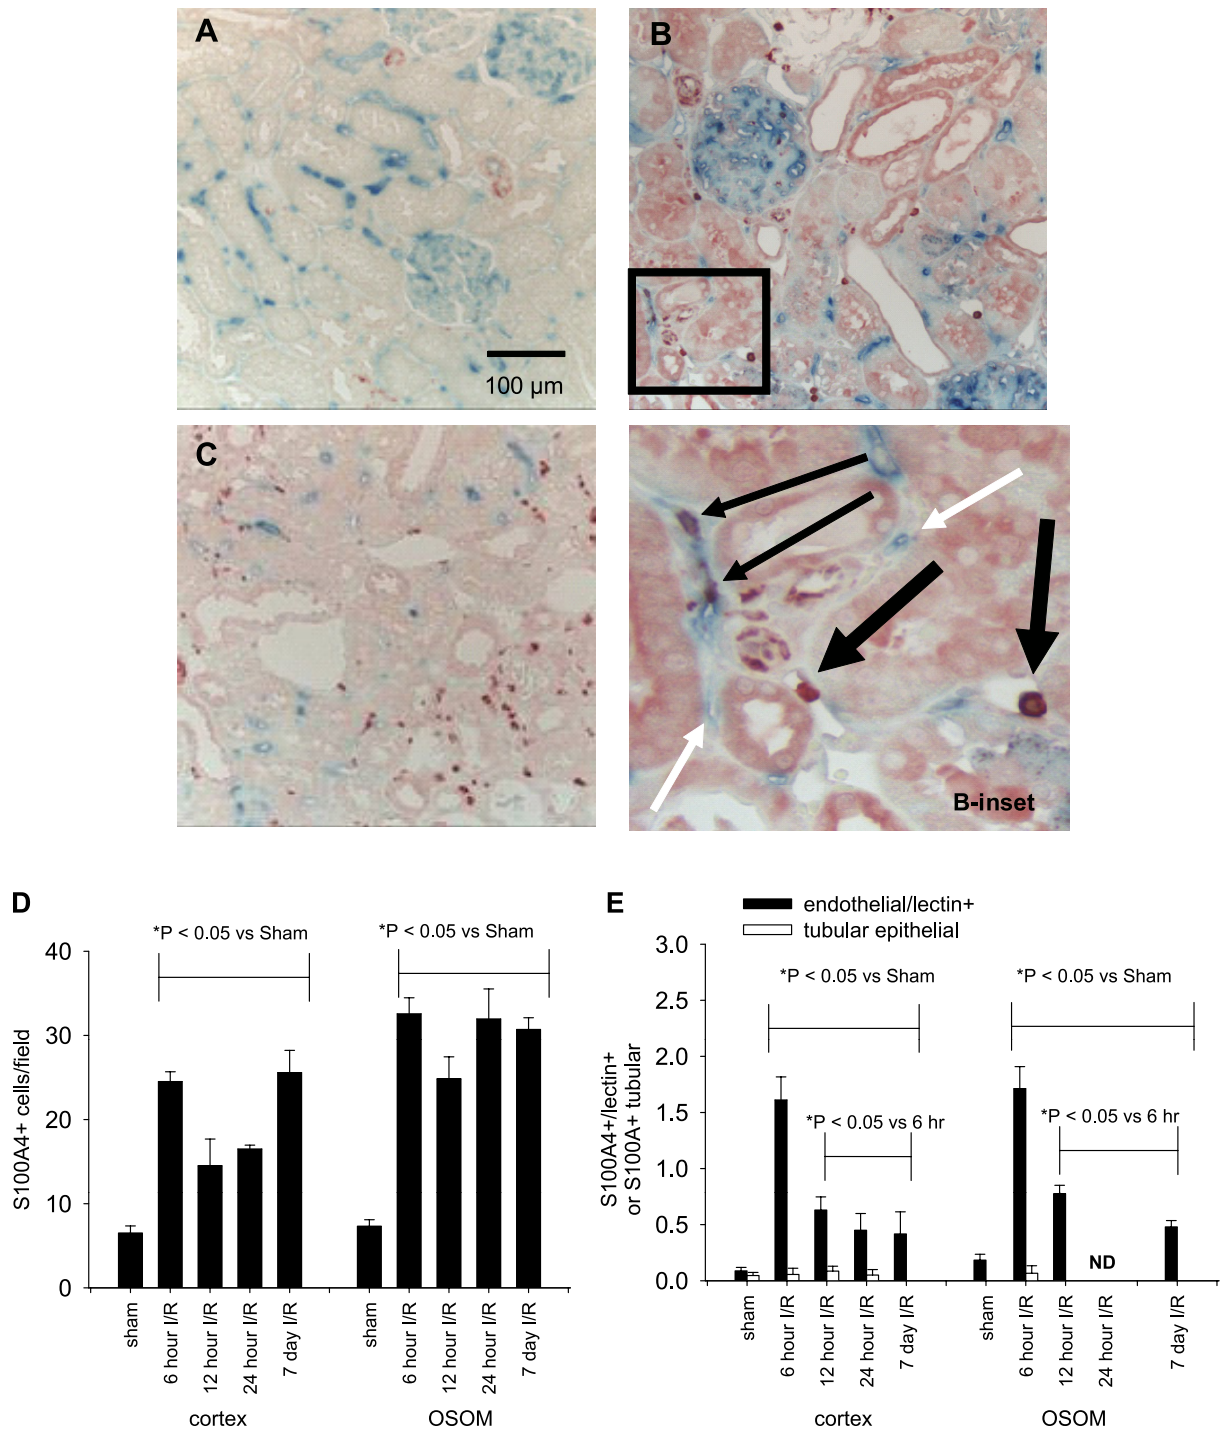 A
B
100 µm
C
B-inset
D
*P < 0.05 vs Sham
*P < 0.05 vs Sham
S100A4+ cells/field
40
30
20
10
0
sham
6 hour I/R
12 hour I/R
24 hour I/R
7 day I/R
sham
6 hour I/R
12 hour I/R
24 hour I/R
7 day I/R
cortex
OSOM
E
endothelial/lectin+
tubular epithelial
S100A4+/lectin+
or S100A+ tubular
3.0
2.5
2.0
1.5
1.0
0.5
0.0
*P < 0.05 vs Sham
*P < 0.05 vs Sham
*P < 0.05 vs 6 hr
*P < 0.05 vs 6 hr
ND
sham
6 hour I/R
12 hour I/R
24 hour I/R
7 day I/R
sham
6 hour I/R
12 hour I/R
24 hour I/R
7 day I/R
cortex
OSOM